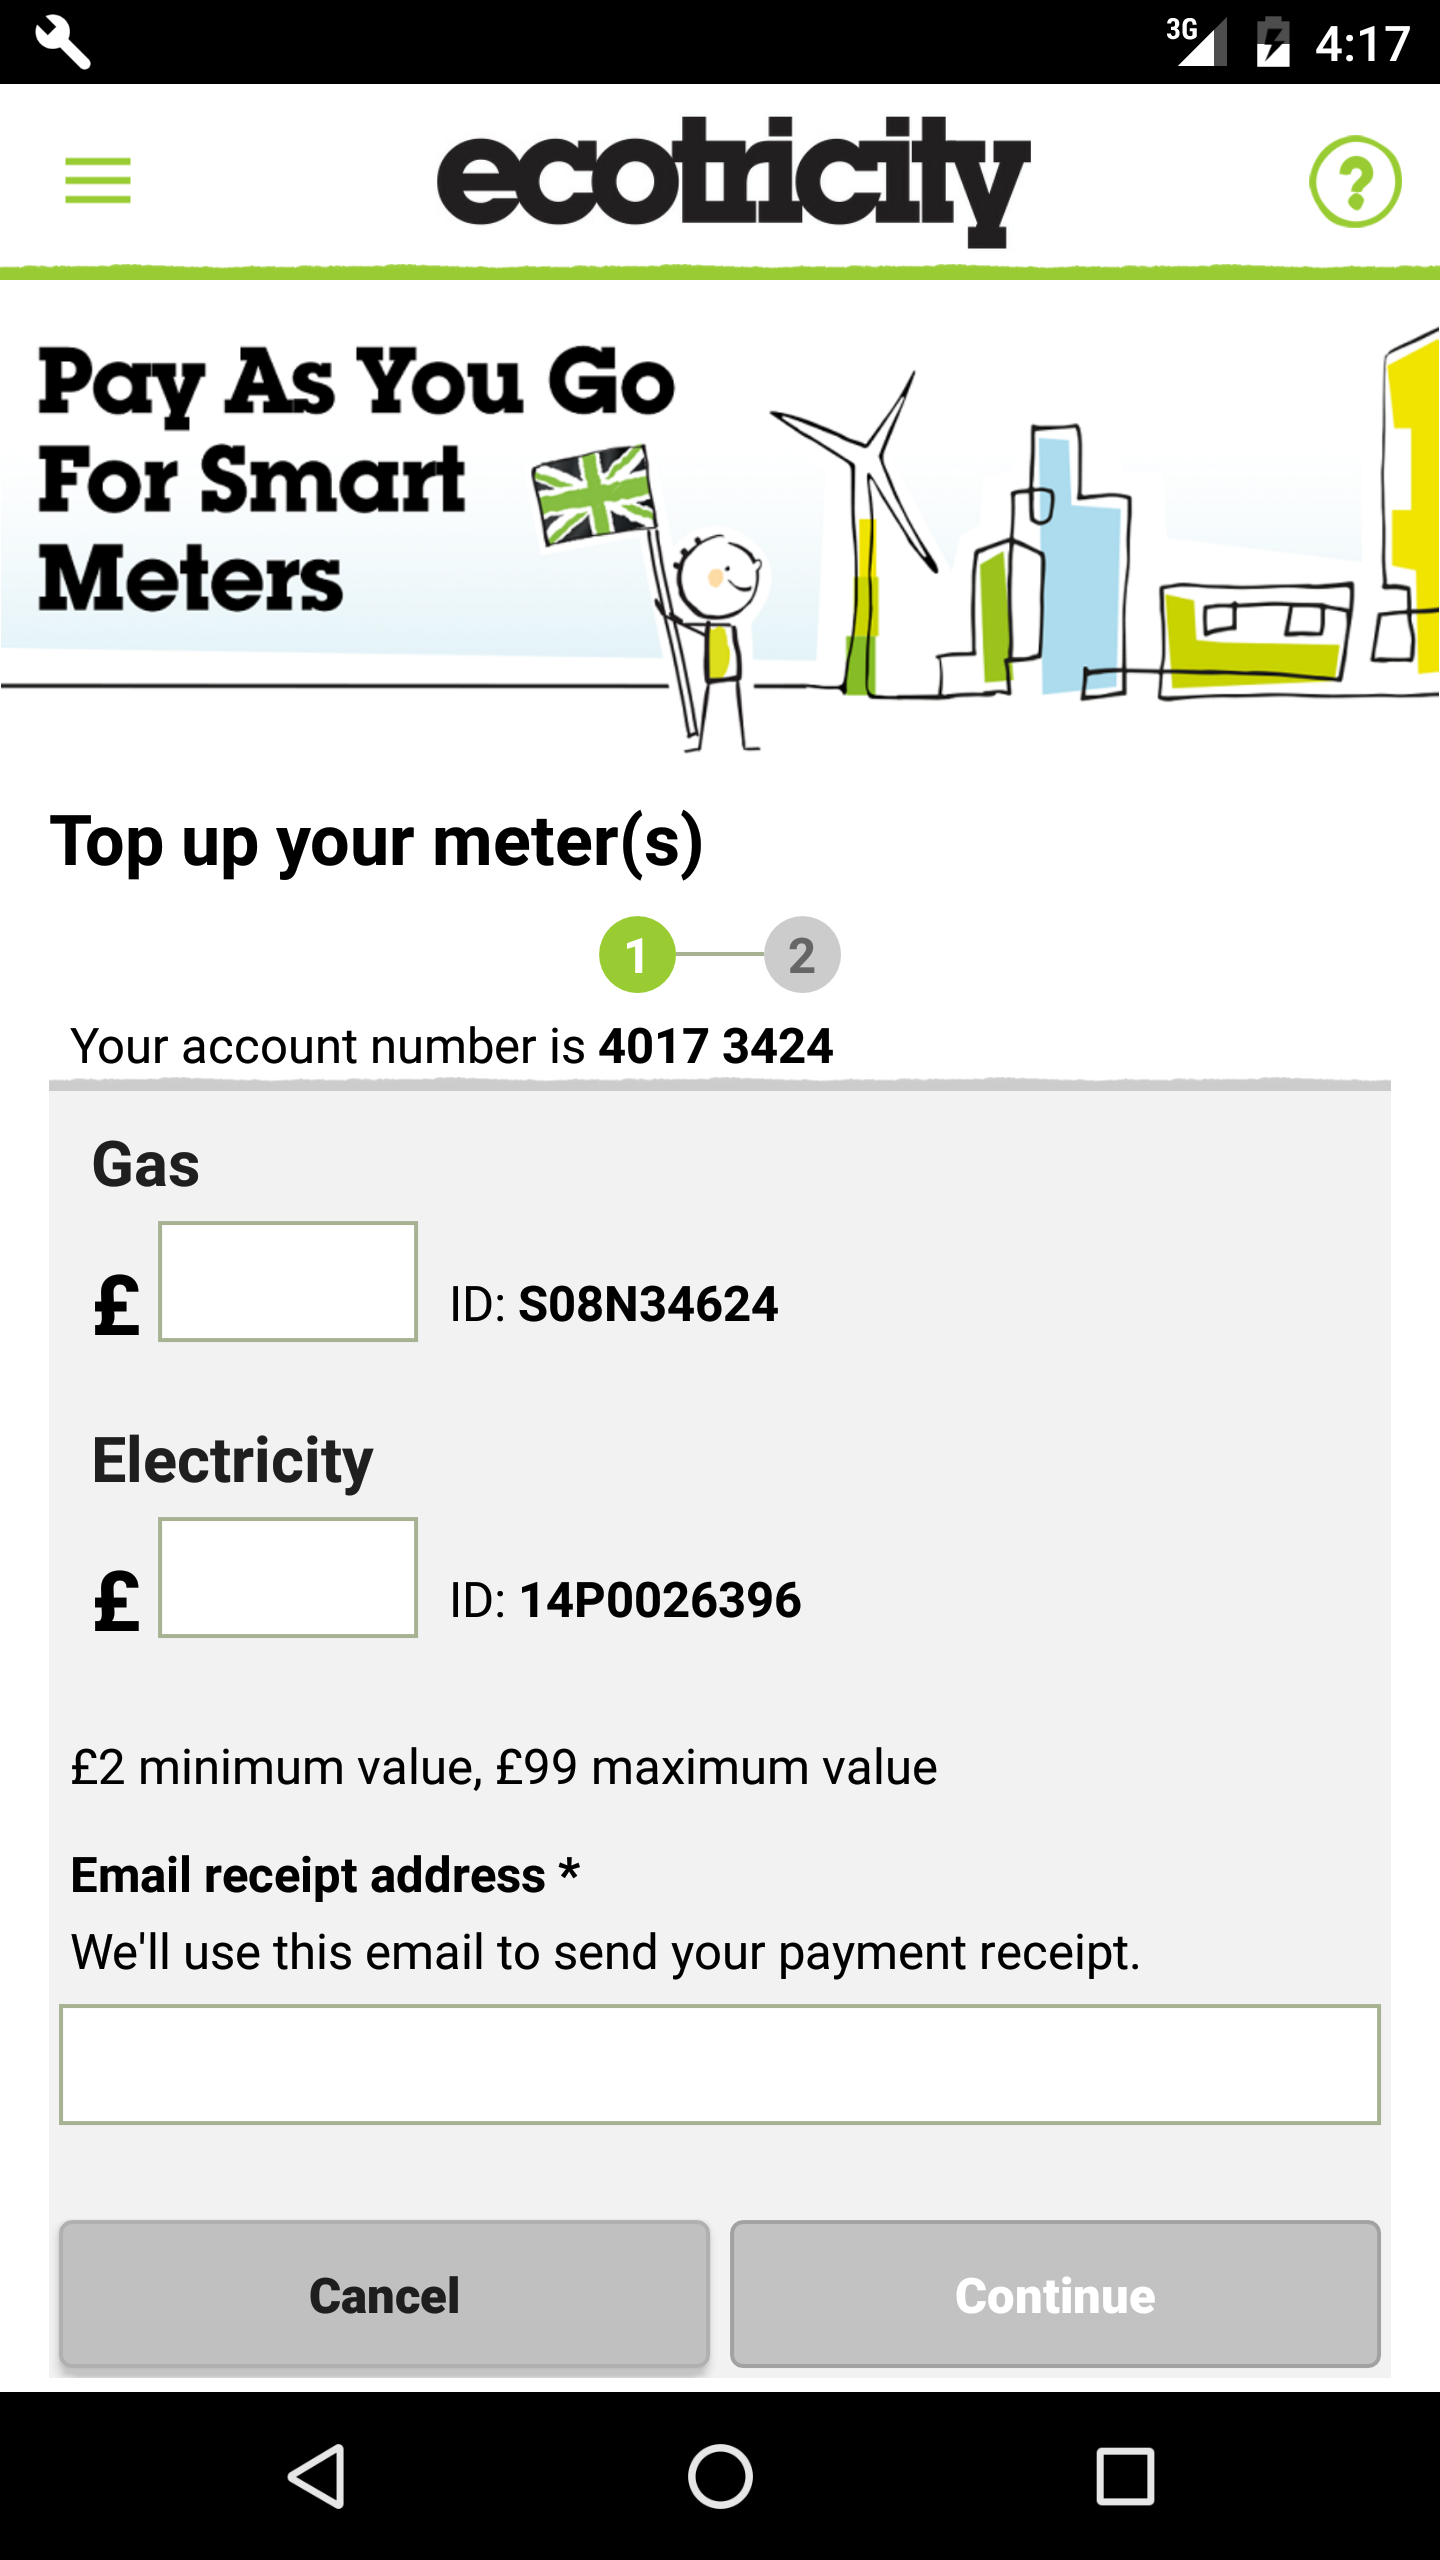 3G 4:17
ecotricity
?
Pay As You Go
For Smart
Meters
Top up your meter(s)
1 2
Your account number is 4017 3424
Gas
£ ID: S08N34624
Electricity
£ ID: 14P0026396
£2 minimum value, £99 maximum value
Email receipt address *
We'll use this email to send your payment receipt.
Cancel Continue